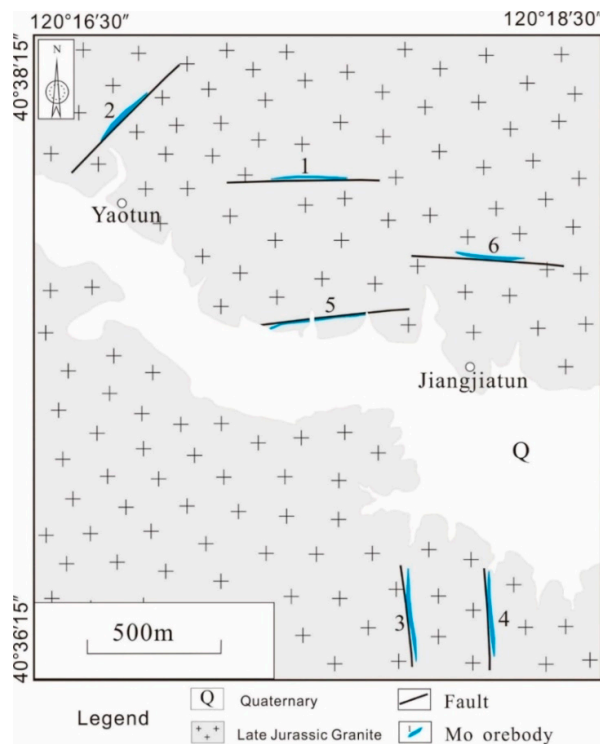 120°16′30″ 120°18′30″
40°38′15″
N
2
1
Yaotun
6
5
Jiangjiatun
Q
3
4
40°36′15″
500m
Legend
Q Quaternary Fault
Late Jurassic Granite 1 Mo orebody